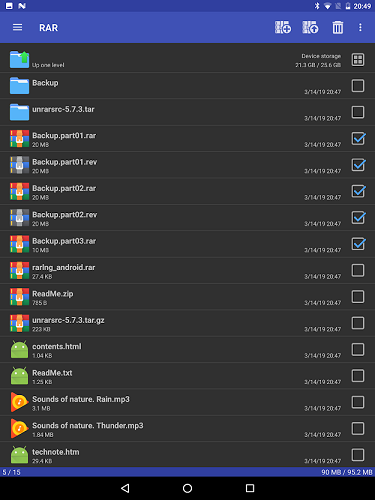 20:49
RAR
Device storage
Up one level
21.3 GB / 25.6 GB
Backup
3/14/19 20:47
unrarsrc-5.7.3.tar
3/14/19 20:47
Backup.part01.rar
20 MB
3/14/19 20:47
Backup.part01.rev
20 MB
3/14/19 20:47
Backup.part02.rar
20 MB
3/14/19 20:47
Backup.part02.rev
20 MB
3/14/19 20:47
Backup.part03.rar
10 MB
3/14/19 20:47
rarlng_android.rar
27.4 KB
3/14/19 20:47
ReadMe.zip
785 B
3/14/19 20:47
unrarsrc-5.7.3.tar.gz
223 KB
3/14/19 20:47
contents.html
1.04 KB
3/14/19 20:47
ReadMe.txt
1.25 KB
3/14/19 20:47
Sounds of nature. Rain.mp3
3.1 MB
3/14/19 20:47
Sounds of nature. Thunder.mp3
1.84 MB
3/14/19 20:47
technote.htm
29.4 KB
3/14/19 20:47
5 / 15
90 MB / 95.2 MB